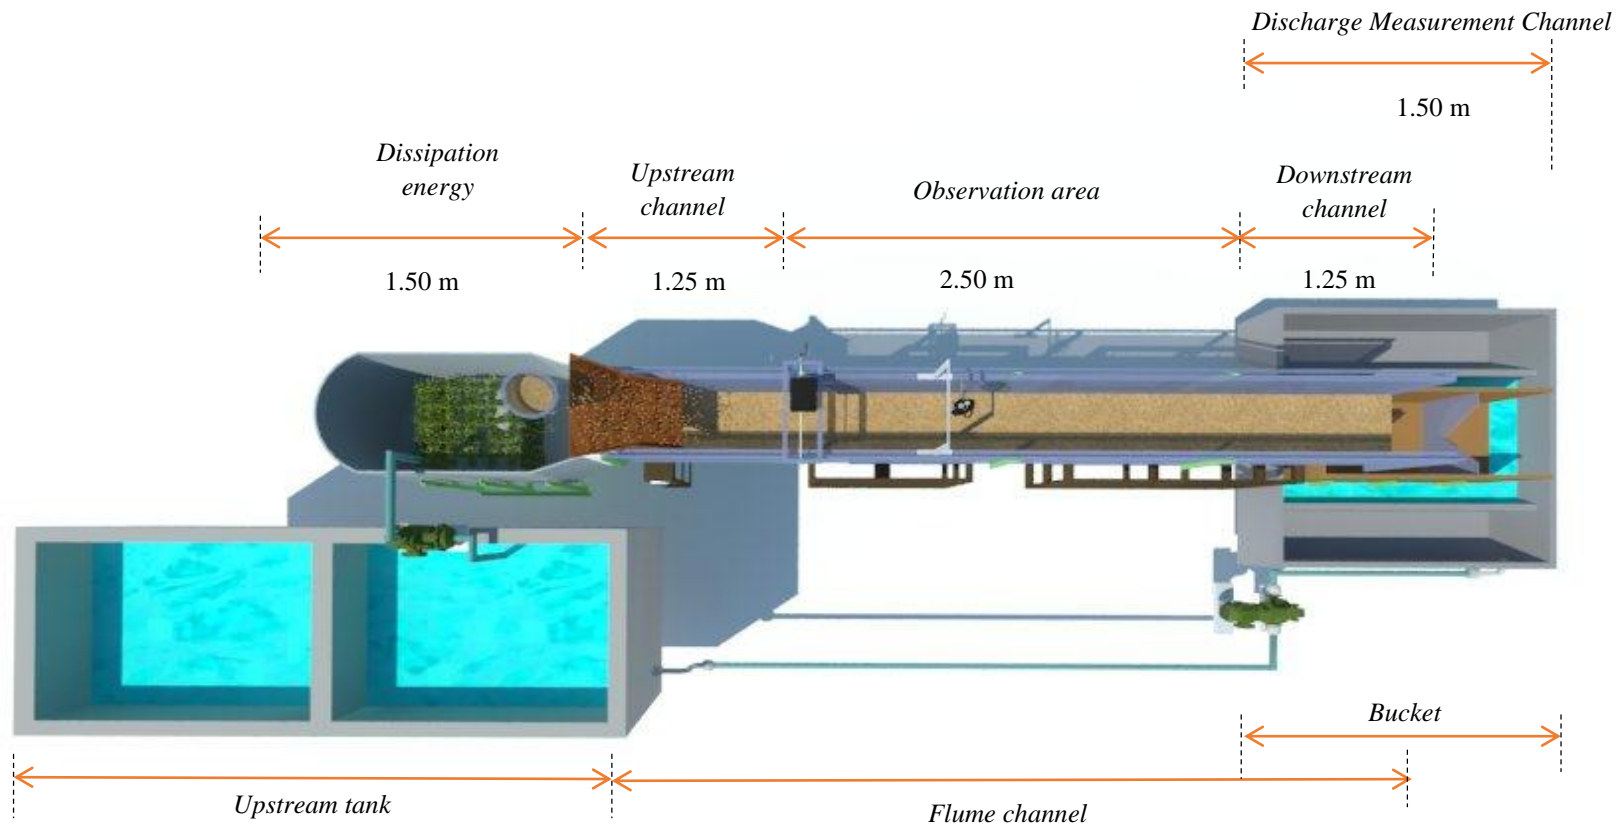 Discharge Measurement Channel
1.50 m
Dissipation
energy
Upstream
channel
Observation area
Downstream
channel
1.50 m
1.25 m
2.50 m
1.25 m
Bucket
Upstream tank
Flume channel